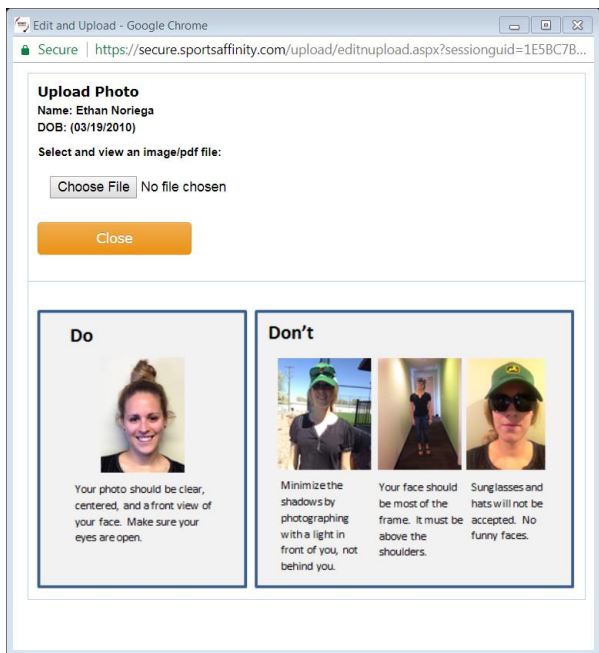 Edit and Upload - Google Chrome
Secure | https://secure.sportsaffinity.com/upload/editnupload.aspx?sessionguid=1E5BC7B...
Upload Photo
Name: Ethan Noriega
DOB: (03/19/2010)
Select and view an image/pdf file:
Choose File No file chosen
Close
Do
Your photo should be clear,
centered, and a front view of
your face. Make sure your
eyes are open.
Don't
Minimize the
shadows by
photographing
with a light in
front of you, not
behind you.
Your face should
be most of the
frame. It must be
above the
shoulders.
Sunglasses and
hats will not be
accepted. No
funny faces.